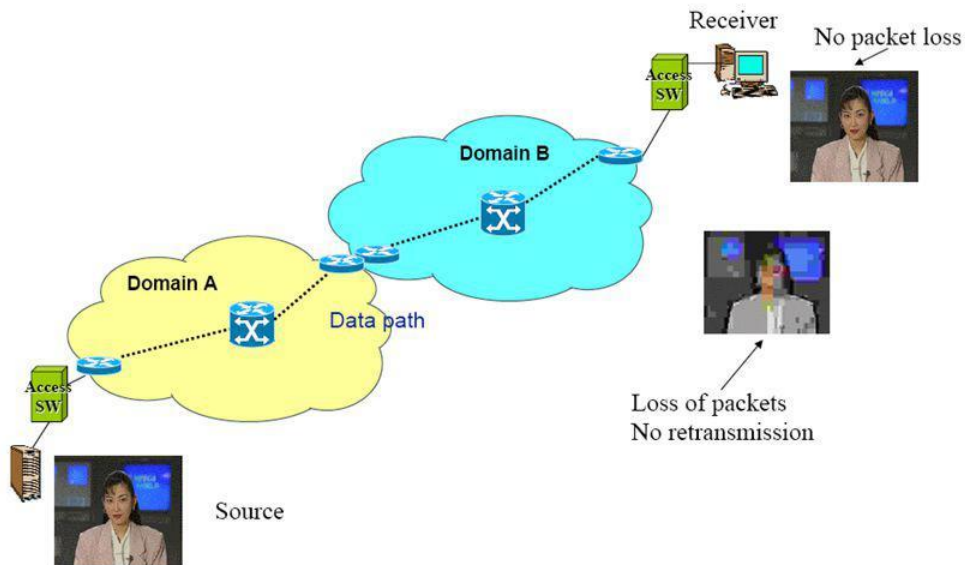 Receiver
No packet loss
Access
SW
Domain B
Domain A
Data path
Loss of packets
No retransmission
Access
SW
Source